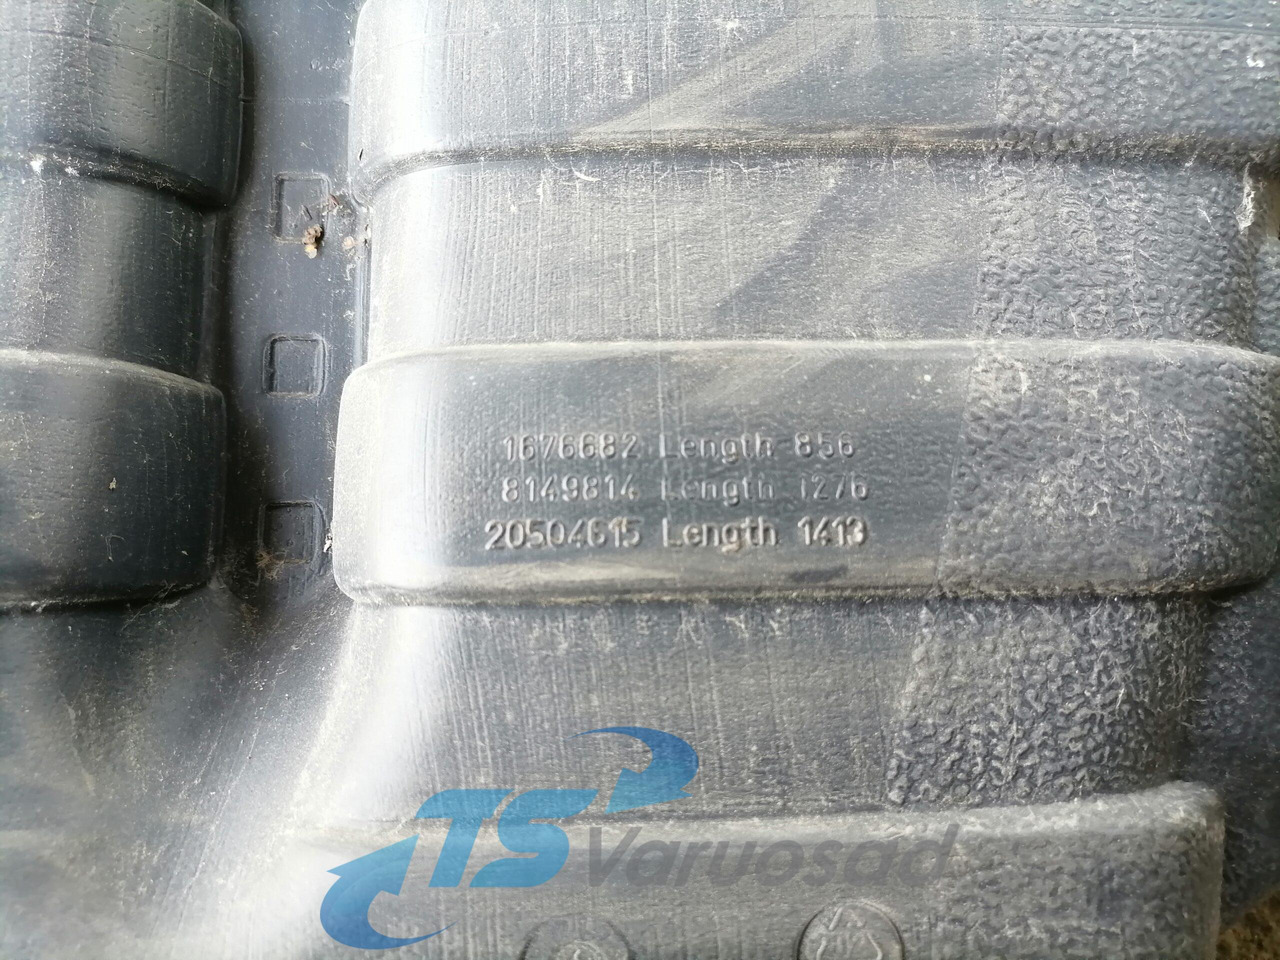 1676682 Length 856
8149814 Length 1276
20504615 Length 1413
TS Varuosad